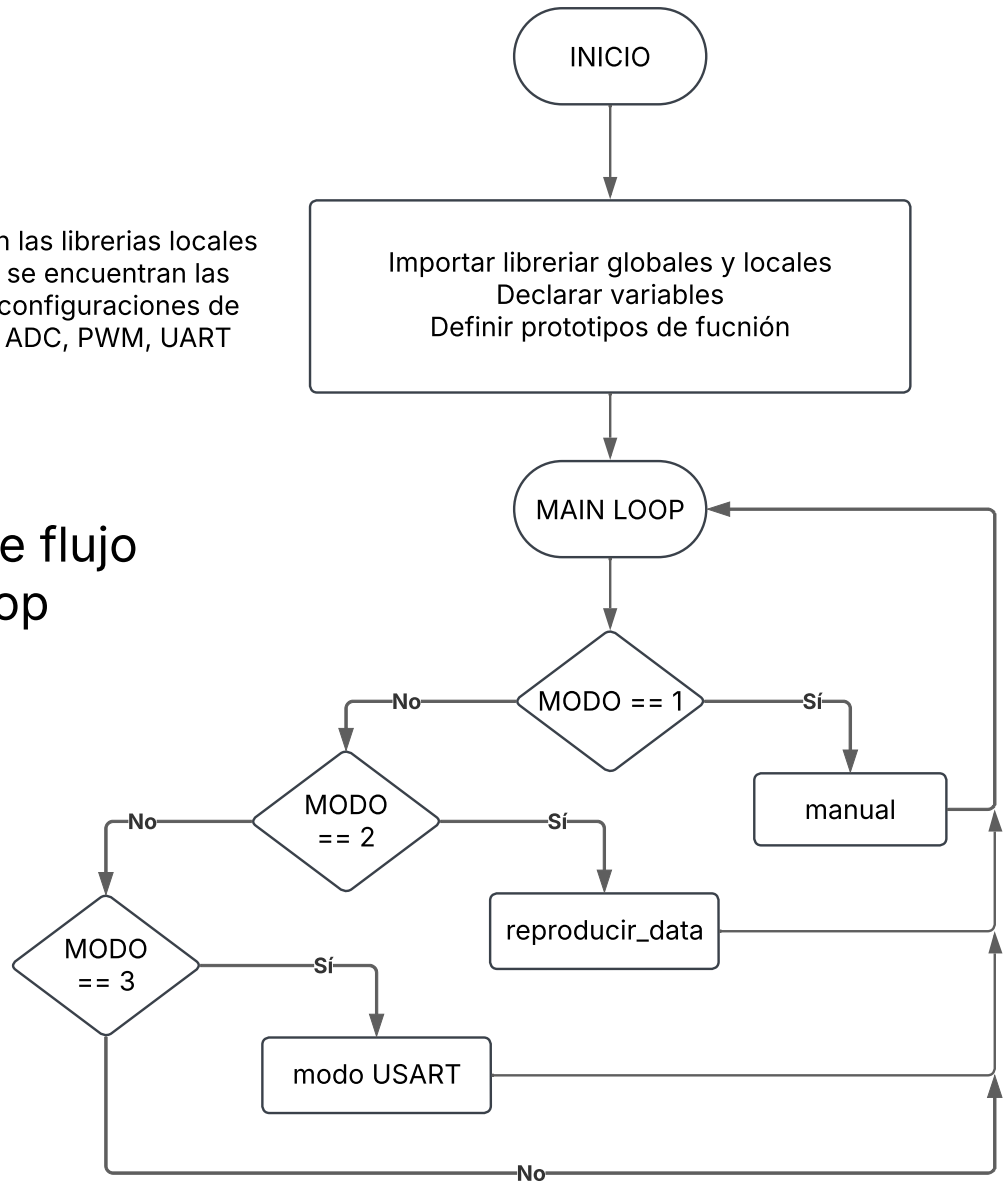 INICIO
n las librerias locales
se encuentran las
configuraciones de
ADC, PWM, UART
Importar libreriar globales y locales
Declarar variables
Definir prototipos de fucnión
MAIN LOOP
e flujo
op
MODO == 1
No
Sí
MODO
== 2
manual
No
Sí
MODO
== 3
reproducir_data
Sí
modo USART
No